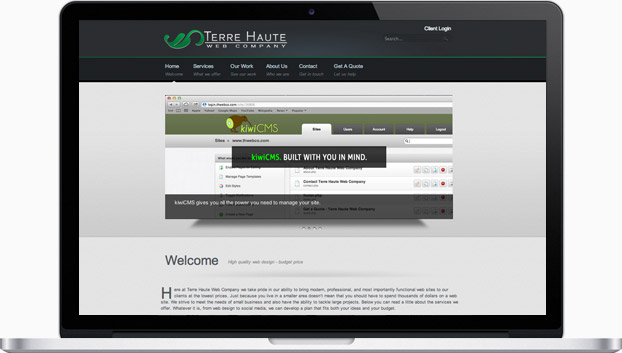 TERRE HAUTE
WEB COMPANY
Client Login
Search...
Home Services Our Work About Us Contact Get A Quote
Welcome What we offer See our work Who we are Get in touch Let us help
login.thwebco.com
kiwiCMS
Sites Users Account Help Logout
Sites • www.thwebco.com
kiwiCMS. BUILT WITH YOU IN MIND.
Manage Page Templates
Contact Terre Haute Web Company
Edit Styles
kiwiCMS gives you all the power you need to manage your site
Welcome
High quality web design - budget price
Here at Terre Haute Web Company we take pride in our ability to bring modern, professional, and most importantly functional web sites to our
clients at the lowest prices. Just because you live in a smaller area doesn't mean that you should have to spend thousands of dollars on a web
site. We strive to meet the needs of small business and also have the ability to tackle large projects. Below you can need a little about the services we
offer. Whatever it is, from web design to social media, we can develop a plan that fits both your ideas and your budget.